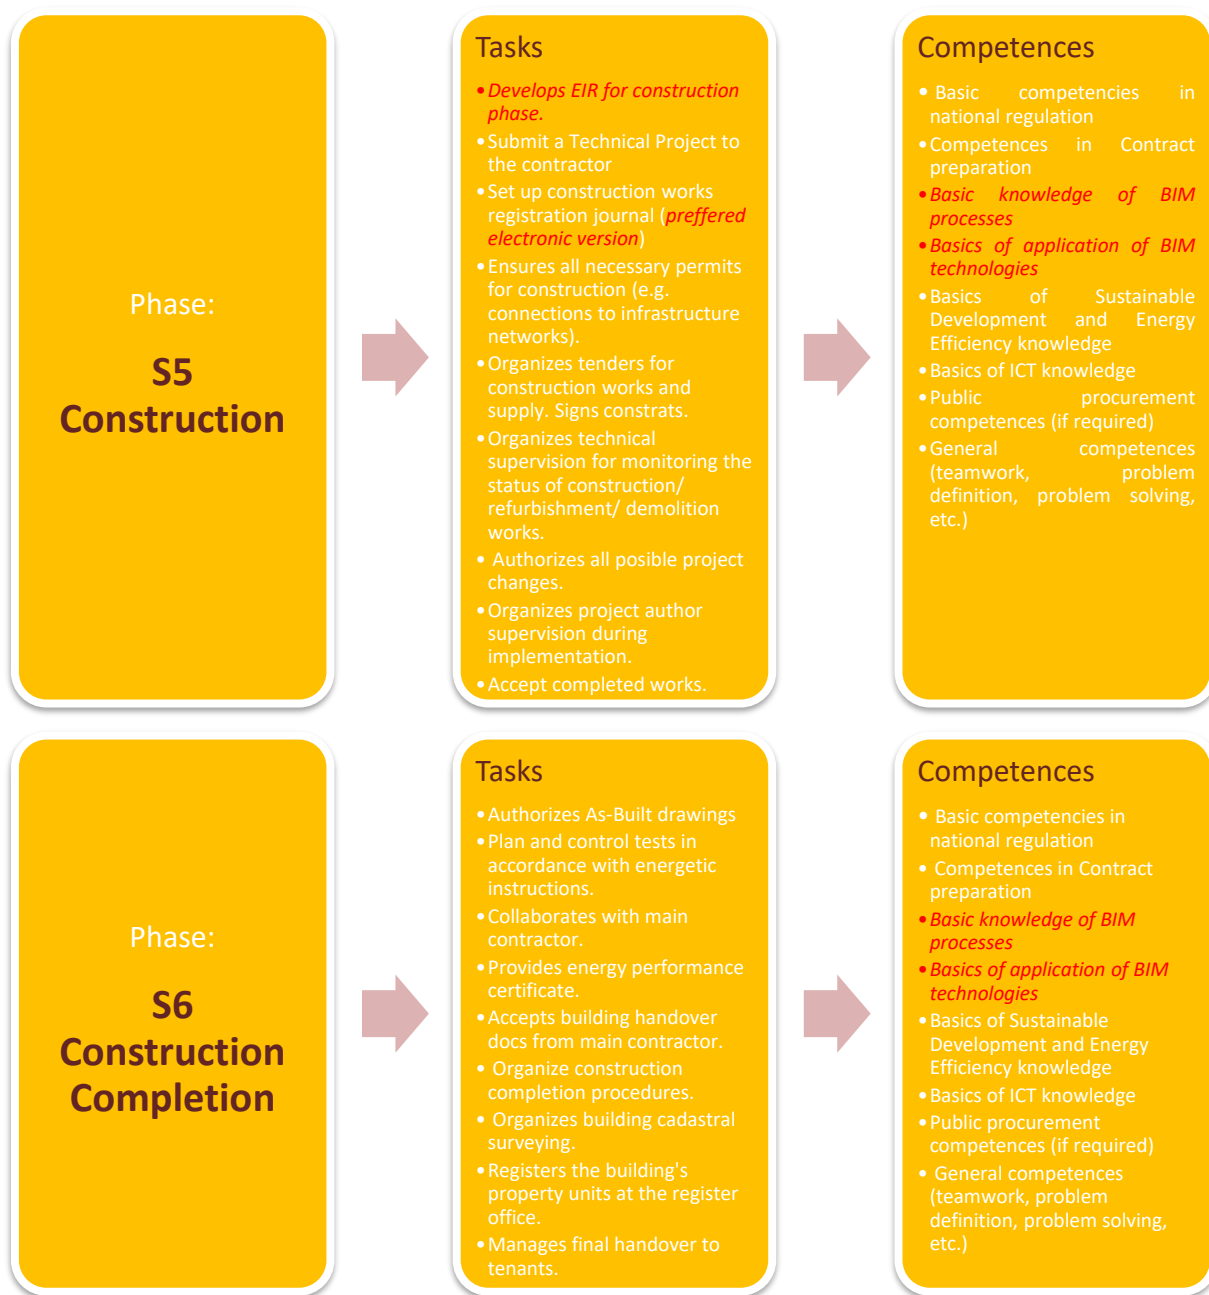 Phase:
S5
Construction
Tasks
•Develops EIR for construction
phase.
•Submit a Technical Project to
the contractor
•Set up construction works
registration journal (preffered
electronic version)
•Ensures all necessary permits
for construction (e.g.
connections to infrastructure
networks).
•Organizes tenders for
construction works and
supply. Signs constrats.
•Organizes technical
supervision for monitoring the
status of construction/
refurbishment/ demolition
works.
• Authorizes all posible project
changes.
•Organizes project author
supervision during
implementation.
•Accept completed works.
Competences
• Basic competencies in
national regulation
•Competences in Contract
preparation
•Basic knowledge of BIM
processes
•Basics of application of BIM
technologies
•Basics of Sustainable
Development and Energy
Efficiency knowledge
•Basics of ICT knowledge
•Public procurement
competences (if required)
•General competences
(teamwork, problem
definition, problem solving,
etc.)
Phase:
S6
Construction
Completion
Tasks
•Authorizes As-Built drawings
•Plan and control tests in
accordance with energetic
instructions.
•Collaborates with main
contractor.
•Provides energy performance
certificate.
•Accepts building handover
docs from main contractor.
• Organize construction
completion procedures.
• Organizes building cadastral
surveying.
•Registers the building's
property units at the register
office.
•Manages final handover to
tenants.
Competences
• Basic competencies in
national regulation
• Competences in Contract
preparation
•Basic knowledge of BIM
processes
•Basics of application of BIM
technologies
•Basics of Sustainable
Development and Energy
Efficiency knowledge
•Basics of ICT knowledge
•Public procurement
competences (if required)
• General competences
(teamwork, problem
definition, problem solving,
etc.)